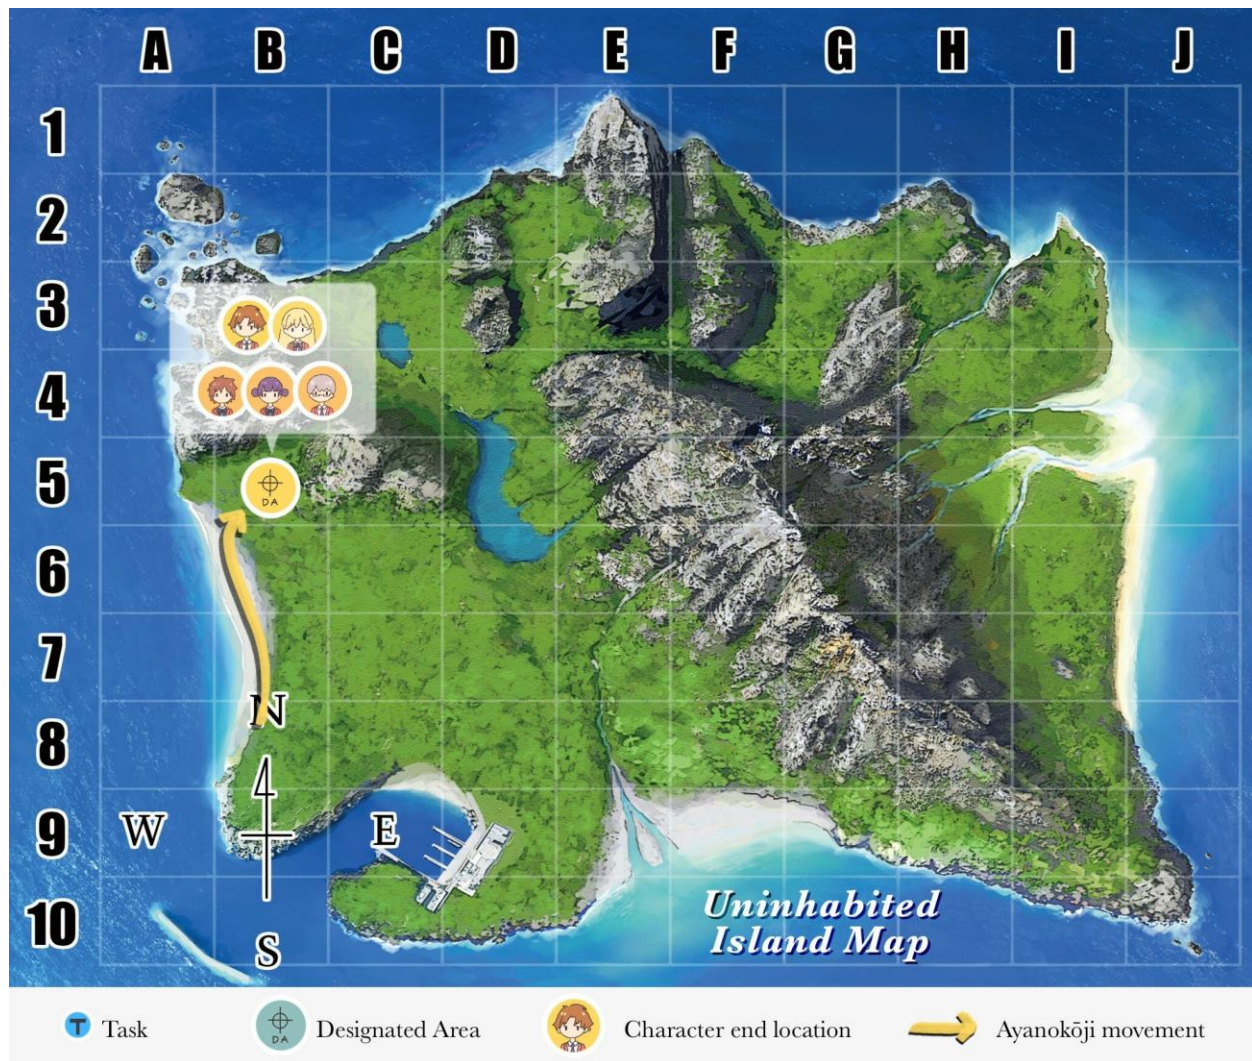 A B C D E F G H I J
1
2
3
4
5
DA
6
7
N
8
9
W
E
10
S
Uninhabited
Island Map
T Task
DA Designated Area
Character end location
Ayanokōji movement